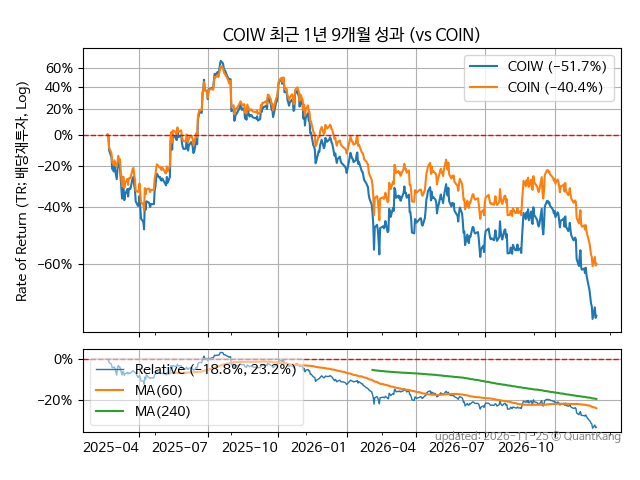 COIW 최근 1년 9개월 성과 (vs COIN)
COIW (−51.7%)
COIN (−40.4%)
60%
40%
20%
0%
−20%
−40%
−60%
Rate of Return (TR: 배당재투자, Log)
0%
−20%
Relative (−18.8%, 23.2%)
MA(60)
MA(240)
2025−04
2025−07
2025−10
2026−01
2026−04
2026−07
2026−10
updated: 2026−11−25 © QuantKang